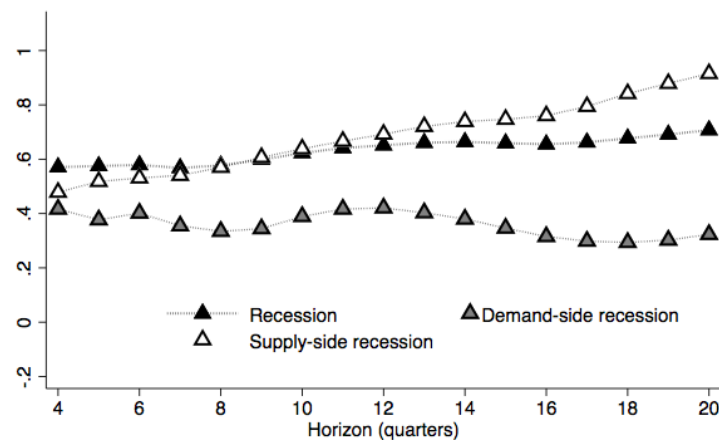 1
.8
.6
.4
.2
0
-.2
Recession
Demand-side recession
Supply-side recession
4 6 8 10 12 14 16 18 20
Horizon (quarters)